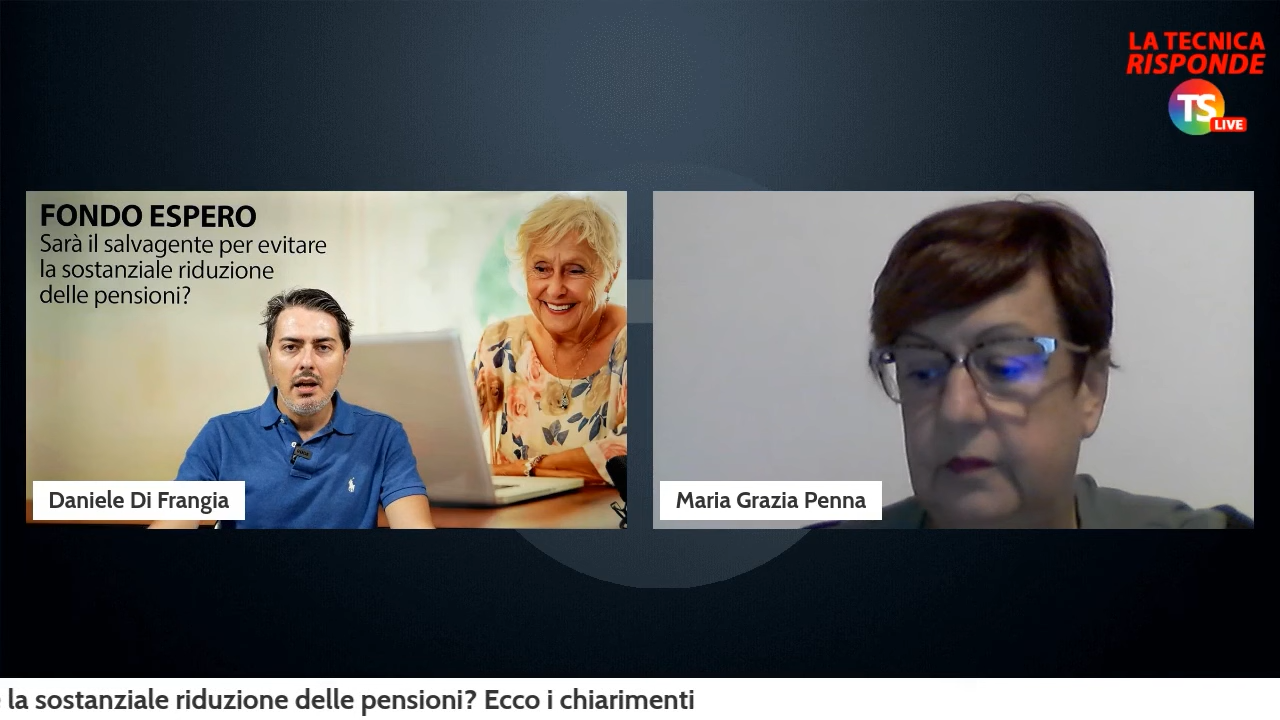 LA TECNICA
RISPONDE
TS
LIVE
FONDO ESPERO
Sarà il salvagente per evitare
la sostanziale riduzione
delle pensioni?
Daniele Di Frangia
Maria Grazia Penna
la sostanziale riduzione delle pensioni? Ecco i chiarimenti